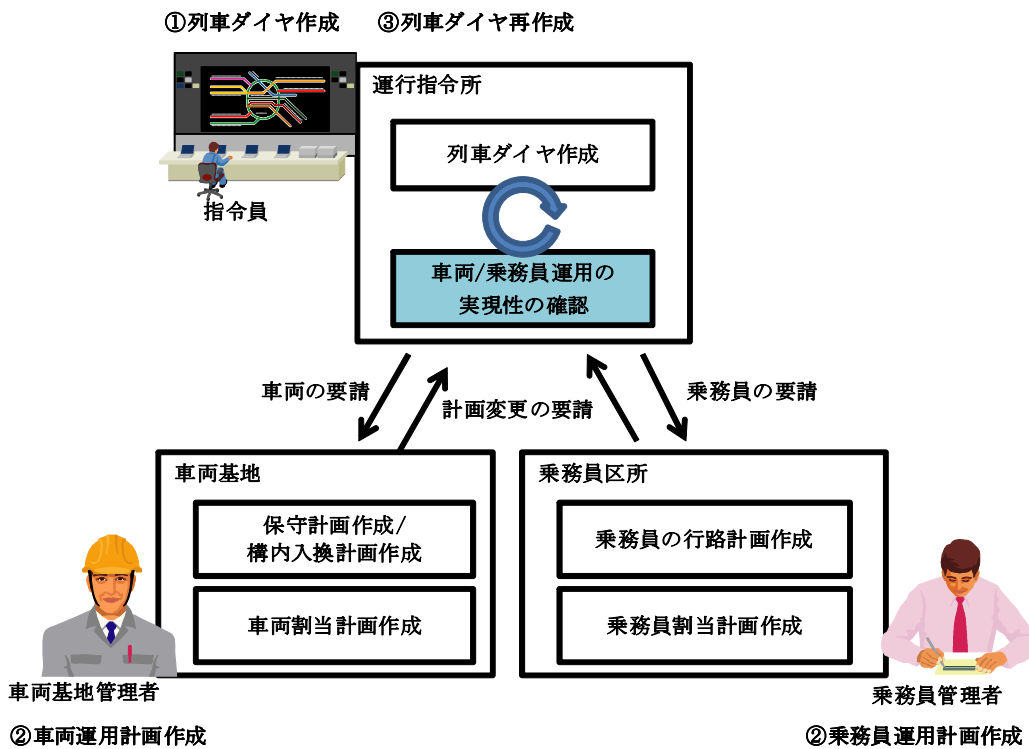 ①列車ダイヤ作成
③列車ダイヤ再作成
運行指令所
列車ダイヤ作成
指令員
車両/乗務員運用の
実現性の確認
車両の要請
計画変更の要請
乗務員の要請
車両基地
保守計画作成/
構内入換計画作成
車両割当計画作成
車両基地管理者
②車両運用計画作成
乗務員区所
乗務員の行路計画作成
乗務員割当計画作成
乗務員管理者
②乗務員運用計画作成